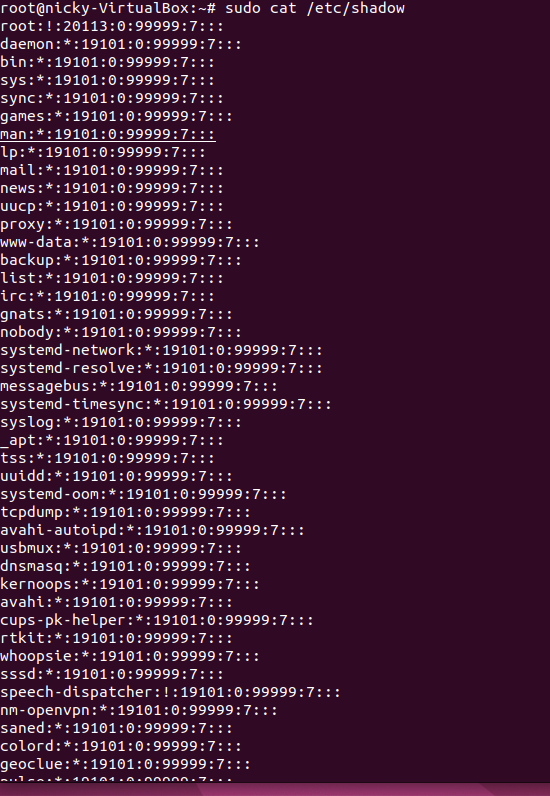 root@nicky-VirtualBox:~# sudo cat /etc/shadow
root:!:20113:0:99999:7:::
daemon:*:19101:0:99999:7:::
bin:*:19101:0:99999:7:::
sys:*:19101:0:99999:7:::
sync:*:19101:0:99999:7:::
games:*:19101:0:99999:7:::
man:*:19101:0:99999:7:::
lp:*:19101:0:99999:7:::
mail:*:19101:0:99999:7:::
news:*:19101:0:99999:7:::
uucp:*:19101:0:99999:7:::
proxy:*:19101:0:99999:7:::
www-data:*:19101:0:99999:7:::
backup:*:19101:0:99999:7:::
list:*:19101:0:99999:7:::
irc:*:19101:0:99999:7:::
gnats:*:19101:0:99999:7:::
nobody:*:19101:0:99999:7:::
systemd-network:*:19101:0:99999:7:::
systemd-resolve:*:19101:0:99999:7:::
messagebus:*:19101:0:99999:7:::
systemd-timesync:*:19101:0:99999:7:::
syslog:*:19101:0:99999:7:::
_apt:*:19101:0:99999:7:::
tss:*:19101:0:99999:7:::
uuidd:*:19101:0:99999:7:::
systemd-oom:*:19101:0:99999:7:::
tcpdump:*:19101:0:99999:7:::
avahi-autoipd:*:19101:0:99999:7:::
usbmux:*:19101:0:99999:7:::
dnsmasq:*:19101:0:99999:7:::
kernoops:*:19101:0:99999:7:::
avahi:*:19101:0:99999:7:::
cups-pk-helper:*:19101:0:99999:7:::
rtkit:*:19101:0:99999:7:::
whoopsie:*:19101:0:99999:7:::
sssd:*:19101:0:99999:7:::
speech-dispatcher:!:19101:0:99999:7:::
nm-openvpn:*:19101:0:99999:7:::
saned:*:19101:0:99999:7:::
colord:*:19101:0:99999:7:::
geoclue:*:19101:0:99999:7:::